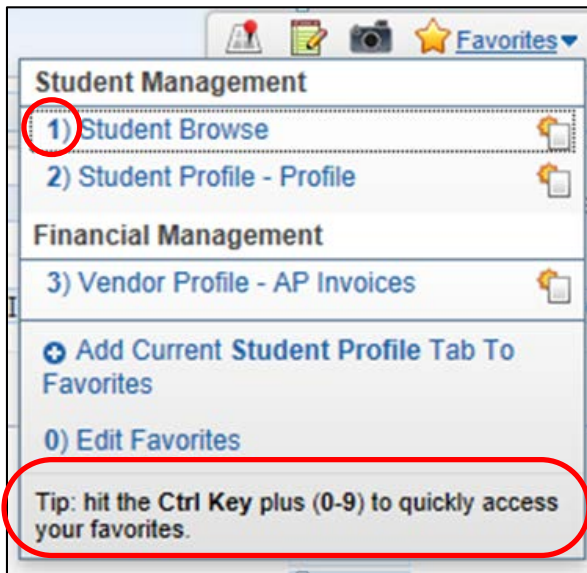 Favorites
Student Management
1) Student Browse
2) Student Profile - Profile
Financial Management
3) Vendor Profile - AP Invoices
Add Current Student Profile Tab To
Favorites
0) Edit Favorites
Tip: hit the Ctrl Key plus (0-9) to quickly access
your favorites.